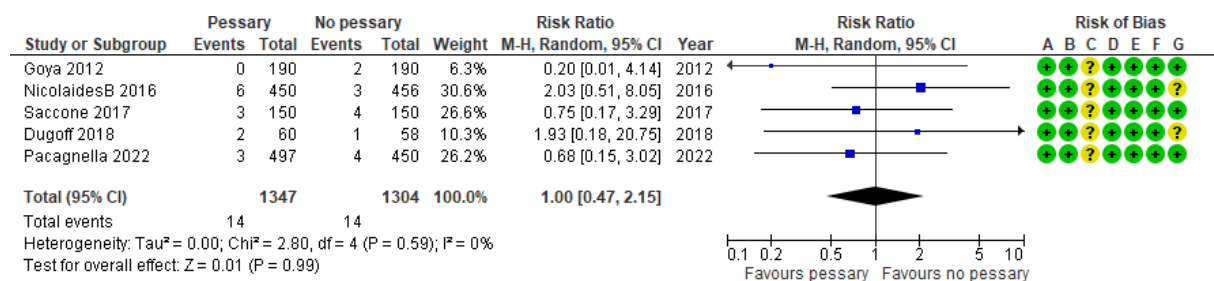 Pessary No pessary Risk Ratio Risk Ratio Risk of Bias
Study or Subgroup Events Total Events Total Weight M-H, Random, 95% CI Year M-H, Random, 95% CI A B C D E F G
Goya 2012 0 190 2 190 6.3% 0.20 [0.01, 4.14] 2012 + + ? + + + +
NicolaidesB 2016 6 450 3 456 30.6% 2.03 [0.51, 8.05] 2016 + + ? + + + ?
Saccone 2017 3 150 4 150 26.6% 0.75 [0.17, 3.29] 2017 + + ? + + + +
Dugoff 2018 2 60 1 58 10.3% 1.93 [0.18, 20.75] 2018 + + ? + + + ?
Pacagnella 2022 3 497 4 450 26.2% 0.68 [0.15, 3.02] 2022 + + ? + + + +
Total (95% CI) 1347 1304 100.0% 1.00 [0.47, 2.15]
Total events 14 14
Heterogeneity: Tau² = 0.00; Chi² = 2.80, df = 4 (P = 0.59); I² = 0%
Test for overall effect: Z = 0.01 (P = 0.99)
0.1 0.2 0.5 1 2 5 10
Favours pessary Favours no pessary